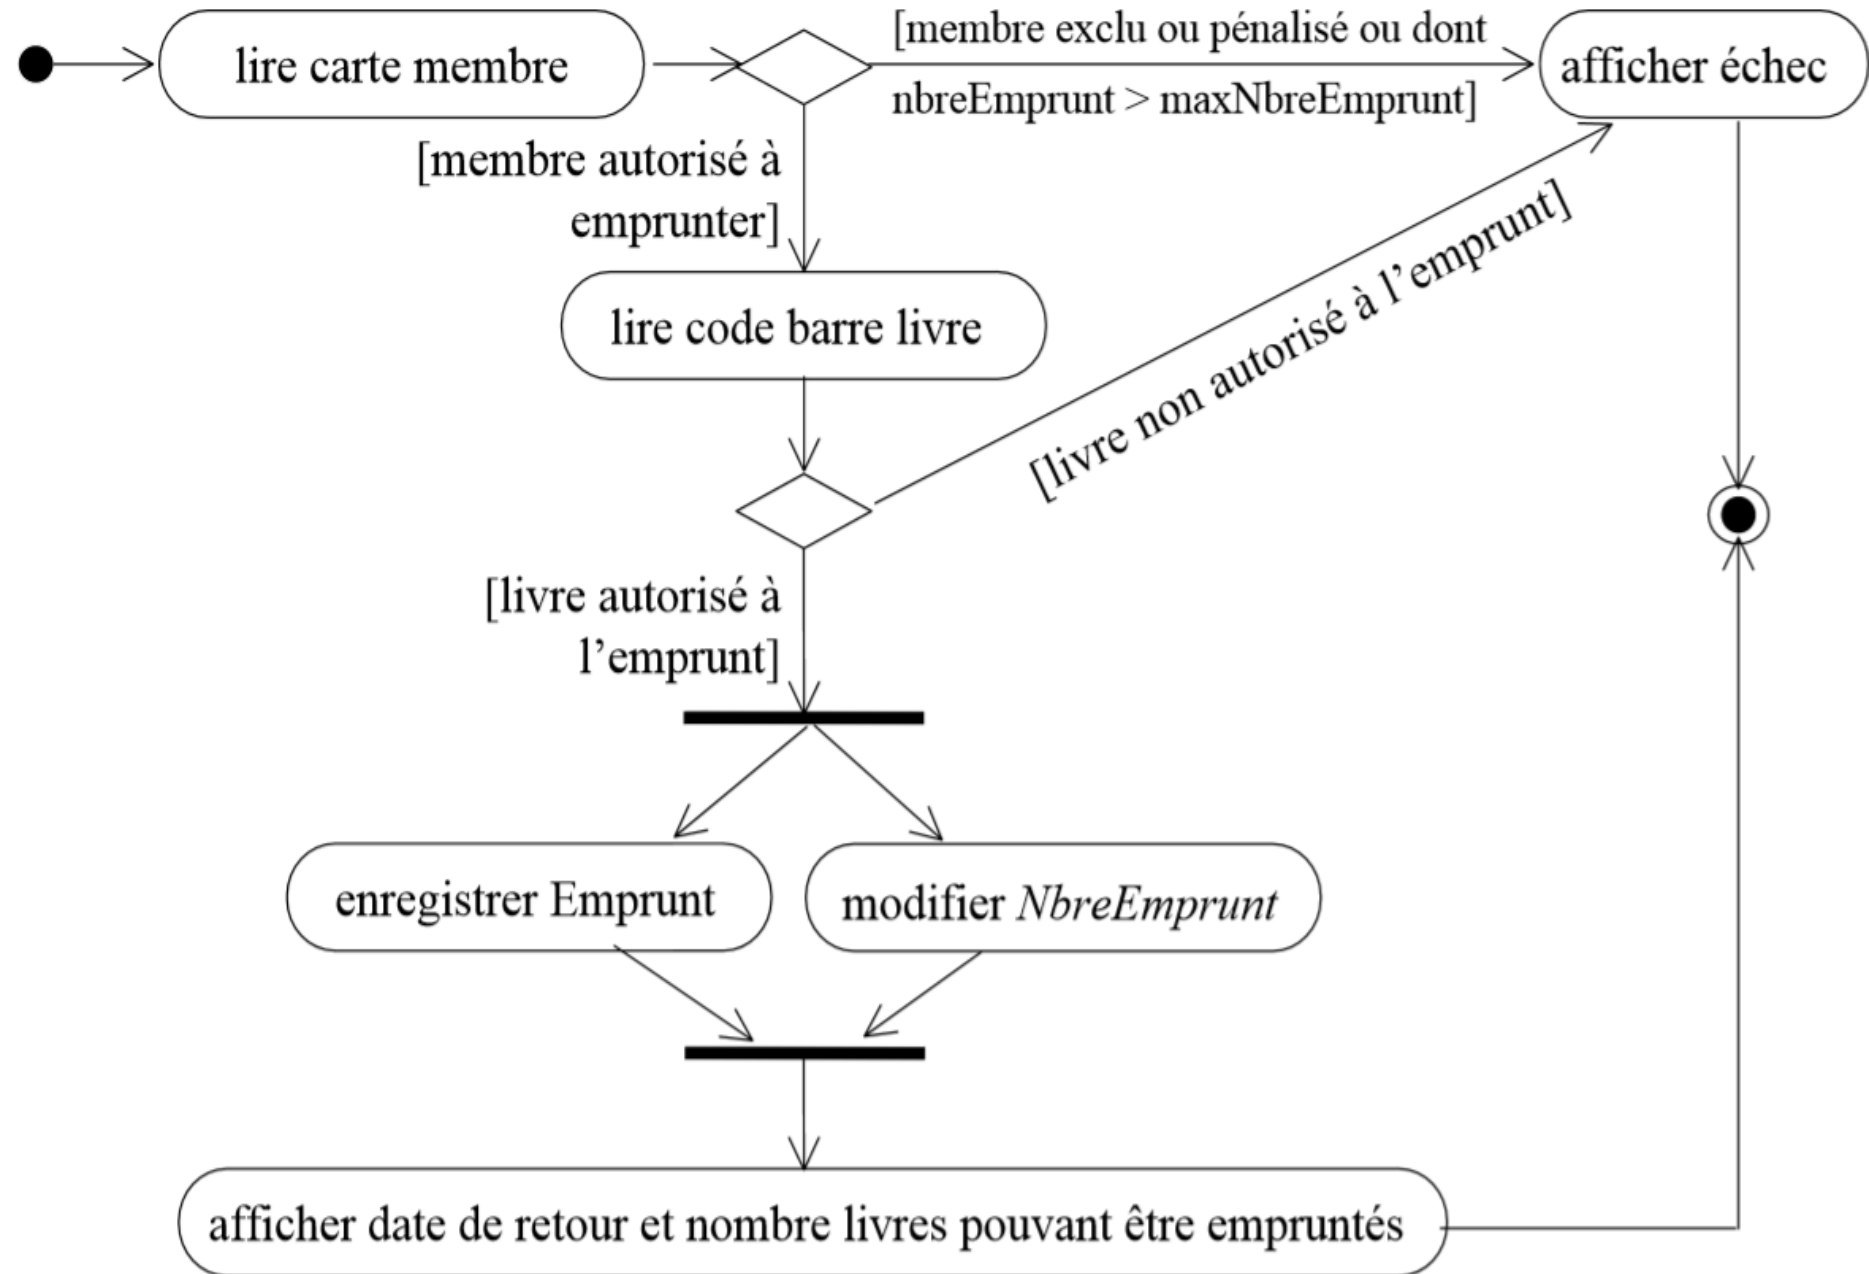 lire carte membre
[membre exclu ou pénalisé ou dont
nbreEmprunt > maxNbreEmprunt]
afficher échec
[membre autorisé à
emprunter]
lire code barre livre
[livre non autorisé à l’emprunt]
[livre autorisé à
l’emprunt]
enregistrer Emprunt
modifier NbreEmprunt
afficher date de retour et nombre livres pouvant être empruntés